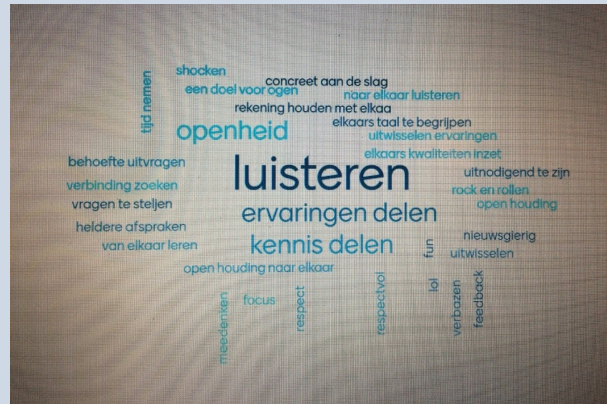 shocken
concreet aan de slag
een doel voor ogen
naar elkaar luisteren
tijd nemen
rekening houden met elkaa
elkaars taal te begrijpen
openheid
uitwisselen ervaringen
elkaars kwaliteiten inzet
behoefte uitvragen
luisteren
uitnodigend te zijn
verbinding zoeken
rock en rollen
vragen te steljen
open houding
ervaringen delen
heldere afspraken
nieuwsgierig
van elkaar leren
kennis delen
fun
uitwisselen
open houding naar elkaar
meedenken
focus
respect
respectvol
lol
verbazen
feedback